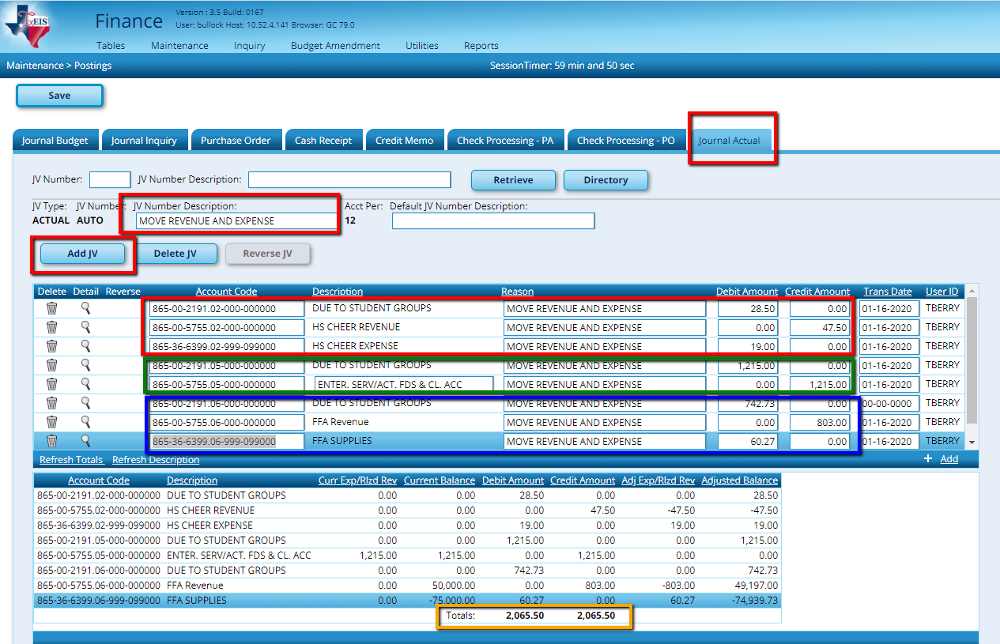 TxEIS
Finance
Version : 3.5 Build: 0167
User: bullock Host: 10.52.4.141 Browser: GC 79.0
Tables Maintenance Inquiry Budget Amendment Utilities Reports
Maintenance > Postings SessionTimer: 59 min and 50 sec
Save
Journal Budget Journal Inquiry Purchase Order Cash Receipt Credit Memo Check Processing - PA Check Processing - PO Journal Actual
JV Number: JV Number Description: Retrieve Directory
JV Type: JV Number: JV Number Description: Acct Per: Default JV Number Description:
ACTUAL AUTO MOVE REVENUE AND EXPENSE 12
Add JV Delete JV Reverse JV
Delete Detail Reverse Account Code Description Reason Debit Amount Credit Amount Trans Date User ID
865-00-2191.02-000-000000 DUE TO STUDENT GROUPS MOVE REVENUE AND EXPENSE 28.50 0.00 01-16-2020 TBERRY
865-00-5755.02-000-000000 HS CHEER REVENUE MOVE REVENUE AND EXPENSE 0.00 47.50 01-16-2020 TBERRY
865-36-6399.02-999-099000 HS CHEER EXPENSE MOVE REVENUE AND EXPENSE 19.00 0.00 01-16-2020 TBERRY
865-00-2191.05-000-000000 DUE TO STUDENT GROUPS MOVE REVENUE AND EXPENSE 1,215.00 0.00 01-16-2020 TBERRY
865-00-5755.05-000-000000 ENTER. SERV/ACT. FDS & CL. ACC MOVE REVENUE AND EXPENSE 0.00 1,215.00 01-16-2020 TBERRY
865-00-2191.06-000-000000 DUE TO STUDENT GROUPS MOVE REVENUE AND EXPENSE 742.73 0.00 00-00-0000 TBERRY
865-00-5755.06-000-000000 FFA Revenue MOVE REVENUE AND EXPENSE 0.00 803.00 01-16-2020 TBERRY
865-36-6399.06-999-099000 FFA SUPPLIES MOVE REVENUE AND EXPENSE 60.27 0.00 01-16-2020 TBERRY
Refresh Totals Refresh Description + Add
Account Code Description Curr Exp/Rlzd Rev Current Balance Debit Amount Credit Amount Adj Exp/Rlzd Rev Adjusted Balance
865-00-2191.02-000-000000 DUE TO STUDENT GROUPS 0.00 0.00 28.50 0.00 0.00 28.50
865-00-5755.02-000-000000 HS CHEER REVENUE 0.00 0.00 0.00 47.50 -47.50 -47.50
865-36-6399.02-999-099000 HS CHEER EXPENSE 0.00 0.00 19.00 0.00 19.00 19.00
865-00-2191.05-000-000000 DUE TO STUDENT GROUPS 0.00 0.00 1,215.00 0.00 0.00 1,215.00
865-00-5755.05-000-000000 ENTER. SERV/ACT. FDS & CL. ACC 1,215.00 1,215.00 0.00 1,215.00 0.00 0.00
865-00-2191.06-000-000000 DUE TO STUDENT GROUPS 0.00 0.00 742.73 0.00 0.00 742.73
865-00-5755.06-000-000000 FFA Revenue 0.00 50,000.00 0.00 803.00 -803.00 49,197.00
865-36-6399.06-999-099000 FFA SUPPLIES 0.00 -75,000.00 60.27 0.00 60.27 -74,939.73
Totals: 2,065.50 2,065.50